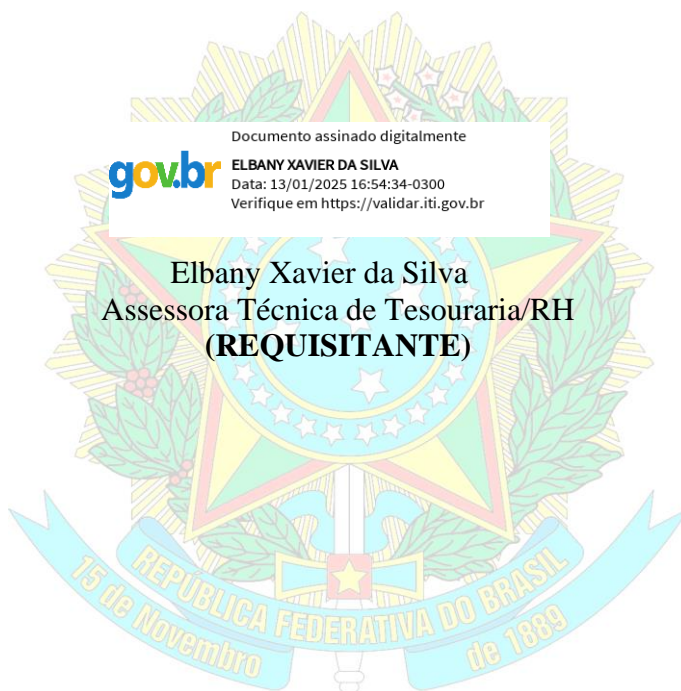 Documento assinado digitalmente
gov.br
ELBANY XAVIER DA SILVA
Data: 13/01/2025 16:54:34-0300
Verifique em https://validar.iti.gov.br
Elbany Xavier da Silva
Assessora Técnica de Tesouraria/RH
(REQUISITANTE)
REPÚBLICA FEDERATIVA DO BRASIL
15 de Novembro
de 1889